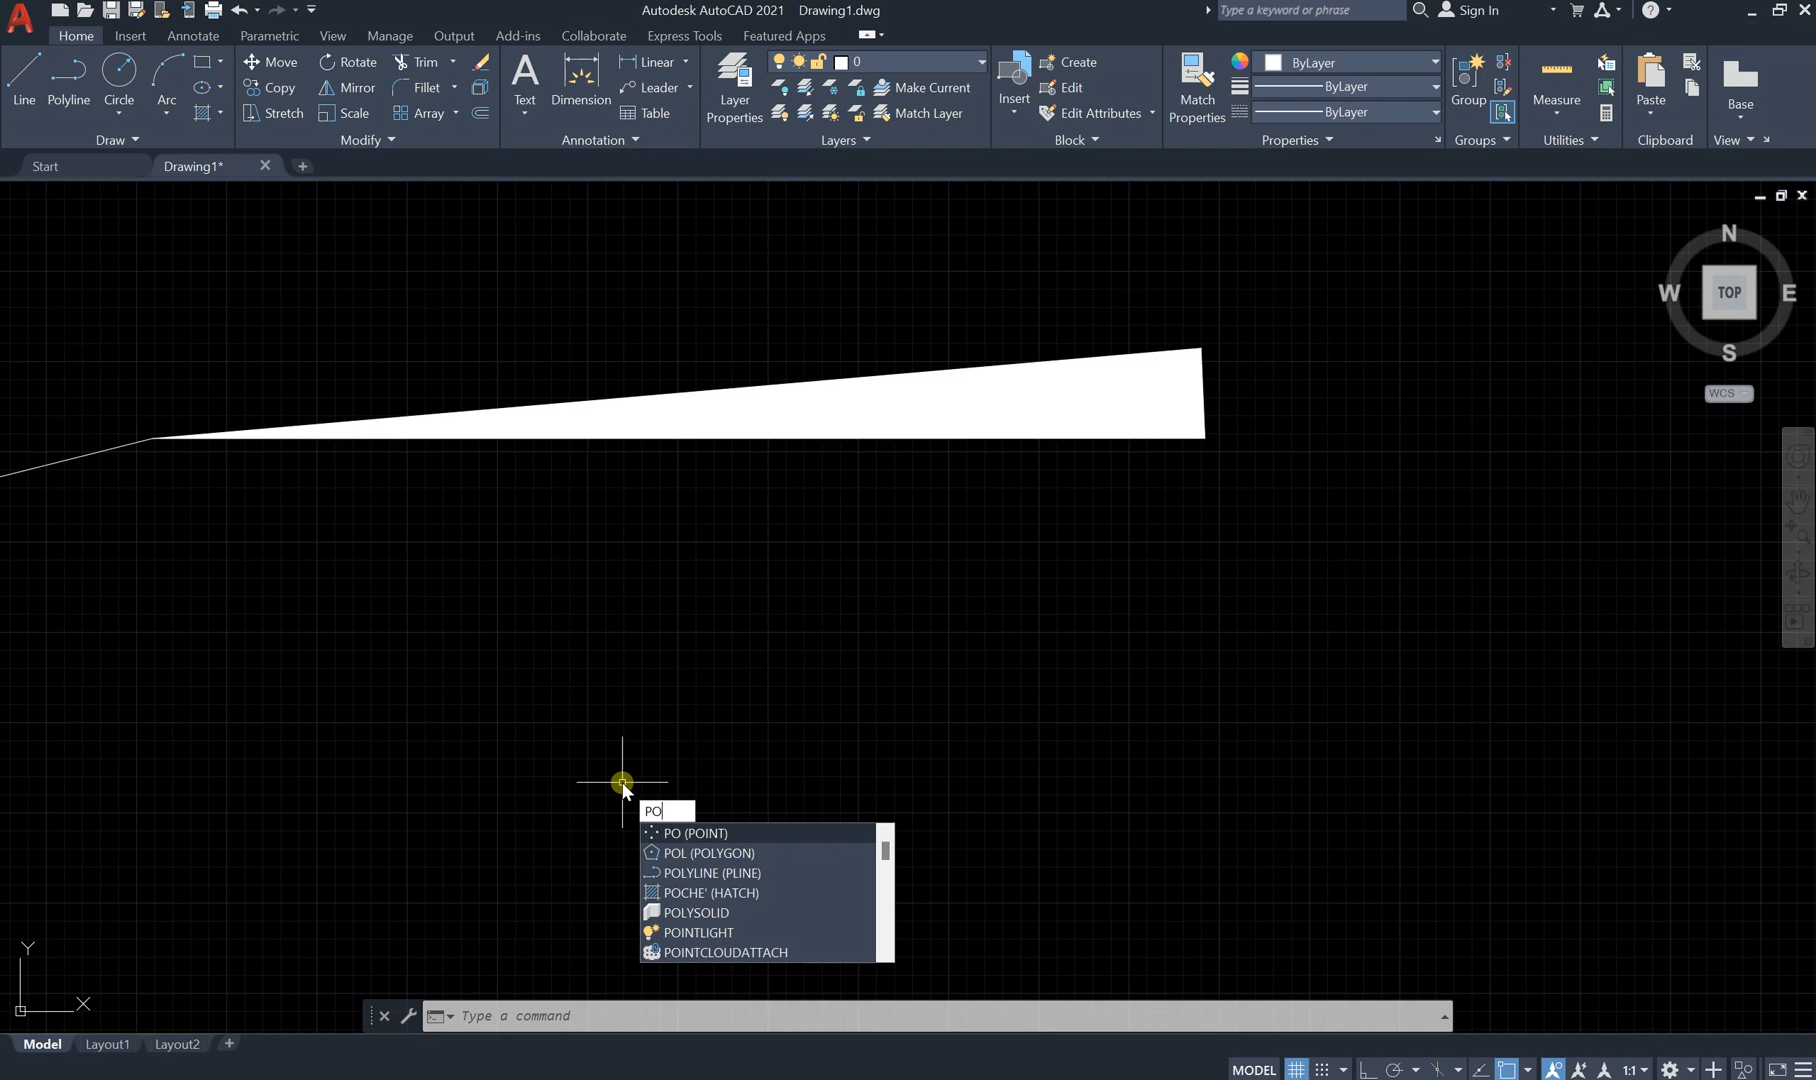 Autodesk AutoCAD 2021 Drawing1.dwg
Type a keyword or phrase
Sign In
Home Insert Annotate Parametric View Manage Output Add-ins Collaborate Express Tools Featured Apps
Line Polyline Circle Arc
Move Rotate Trim
Copy Mirror Fillet
Stretch Scale Array
Text Dimension
Linear
Leader
Table
Layer Properties
0
Make Current
Match Layer
Insert
Create
Edit
Edit Attributes
Match Properties
ByLayer
ByLayer
ByLayer
Group
Measure
Paste
Base
Draw Modify Annotation Layers Block Properties Groups Utilities Clipboard View
Start Drawing1*
N
W TOP E
S
WCS
PO
PO (POINT)
POL (POLYGON)
POLYLINE (PLINE)
POCHE' (HATCH)
POLYSOLID
POINTLIGHT
POINTCLOUDATTACH
Y
X
Type a command
Model Layout1 Layout2
MODEL 1:1